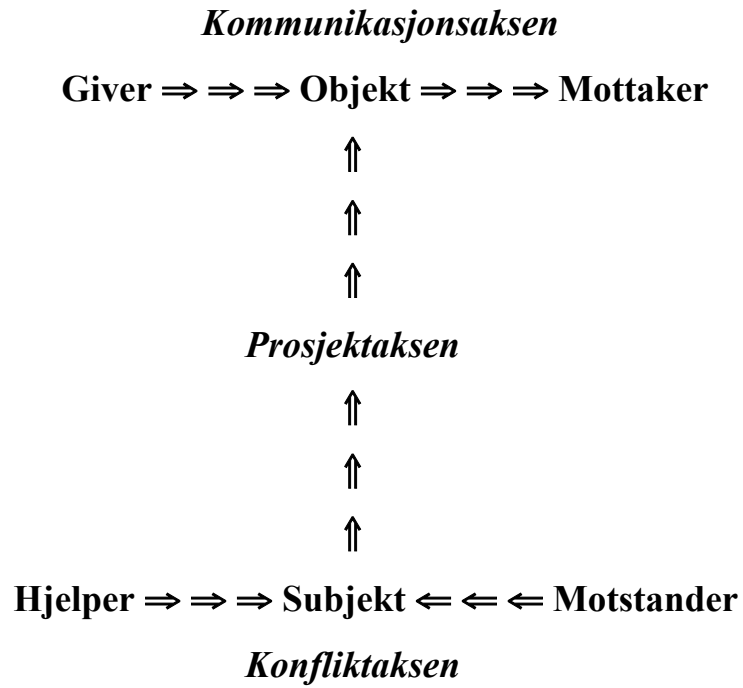 Kommunikasjonsaksen
Giver ⇒ ⇒ ⇒ Objekt ⇒ ⇒ ⇒ Mottaker
⇑
⇑
⇑
Prosjektaksen
⇑
⇑
⇑
Hjelper ⇒ ⇒ ⇒ Subjekt ⇐ ⇐ ⇐ Motstander
Konfliktaksen